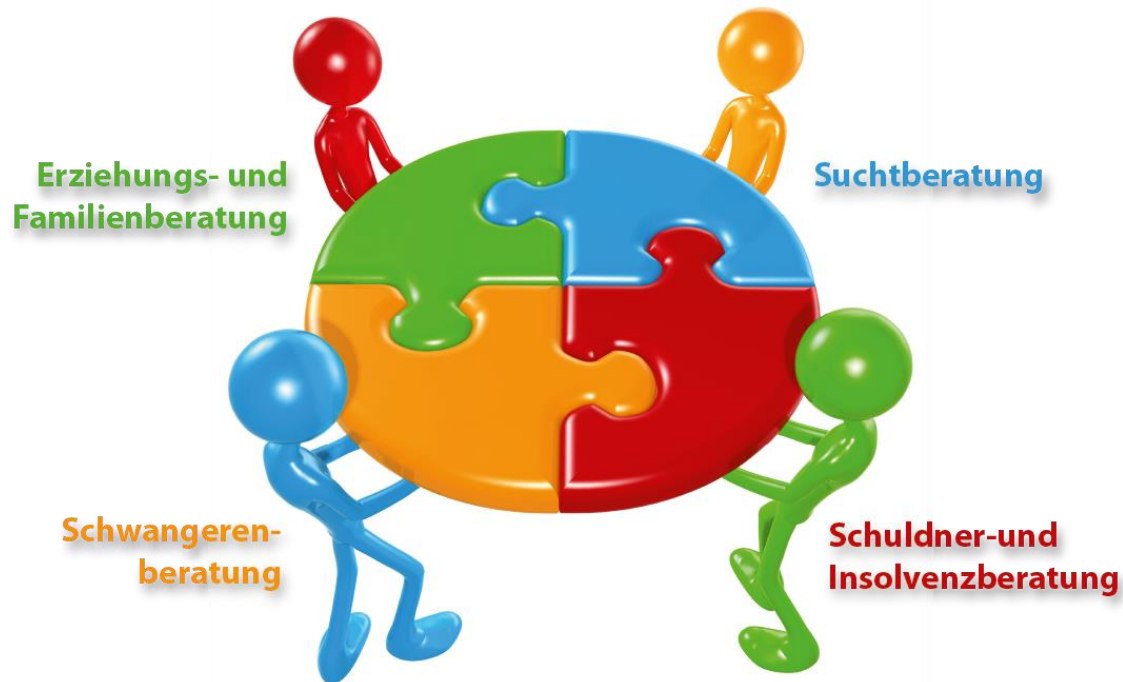 Erziehungs- und
Familienberatung
Suchtberatung
Schwangeren-
beratung
Schuldner-und
Insolvenzberatung